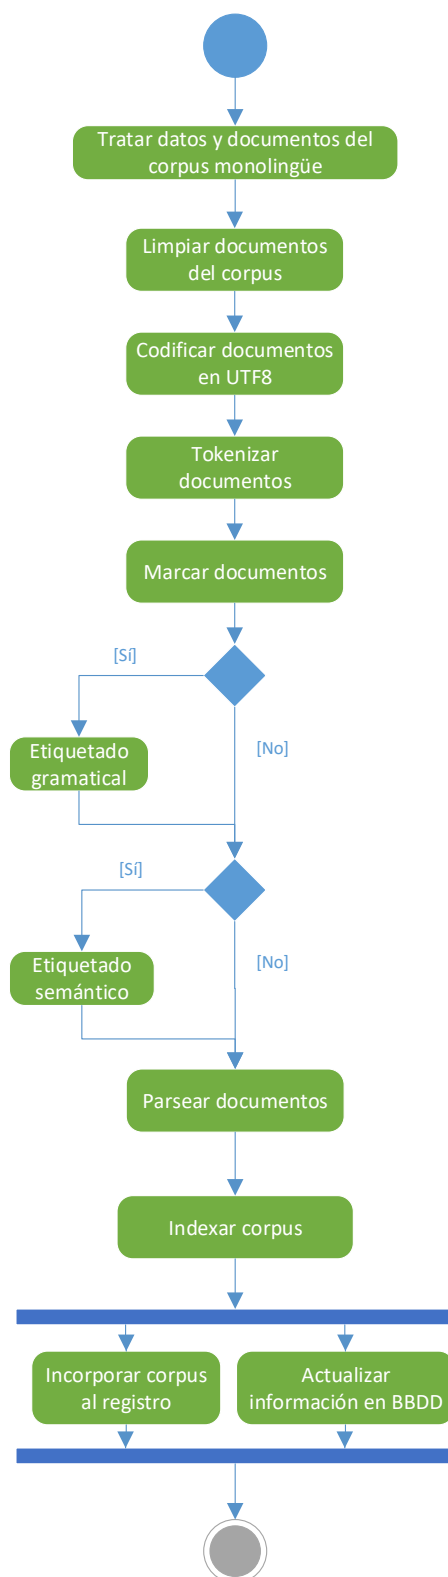 Tratar datos y documentos del
corpus monolingüe
Limpiar documentos
del corpus
Codificar documentos
en UTF8
Tokenizar
documentos
Marcar documentos
[Sí]
[No]
Etiquetado
gramatical
[Sí]
[No]
Etiquetado
semántico
Parsear documentos
Indexar corpus
Incorporar corpus
al registro
Actualizar
información en BBDD